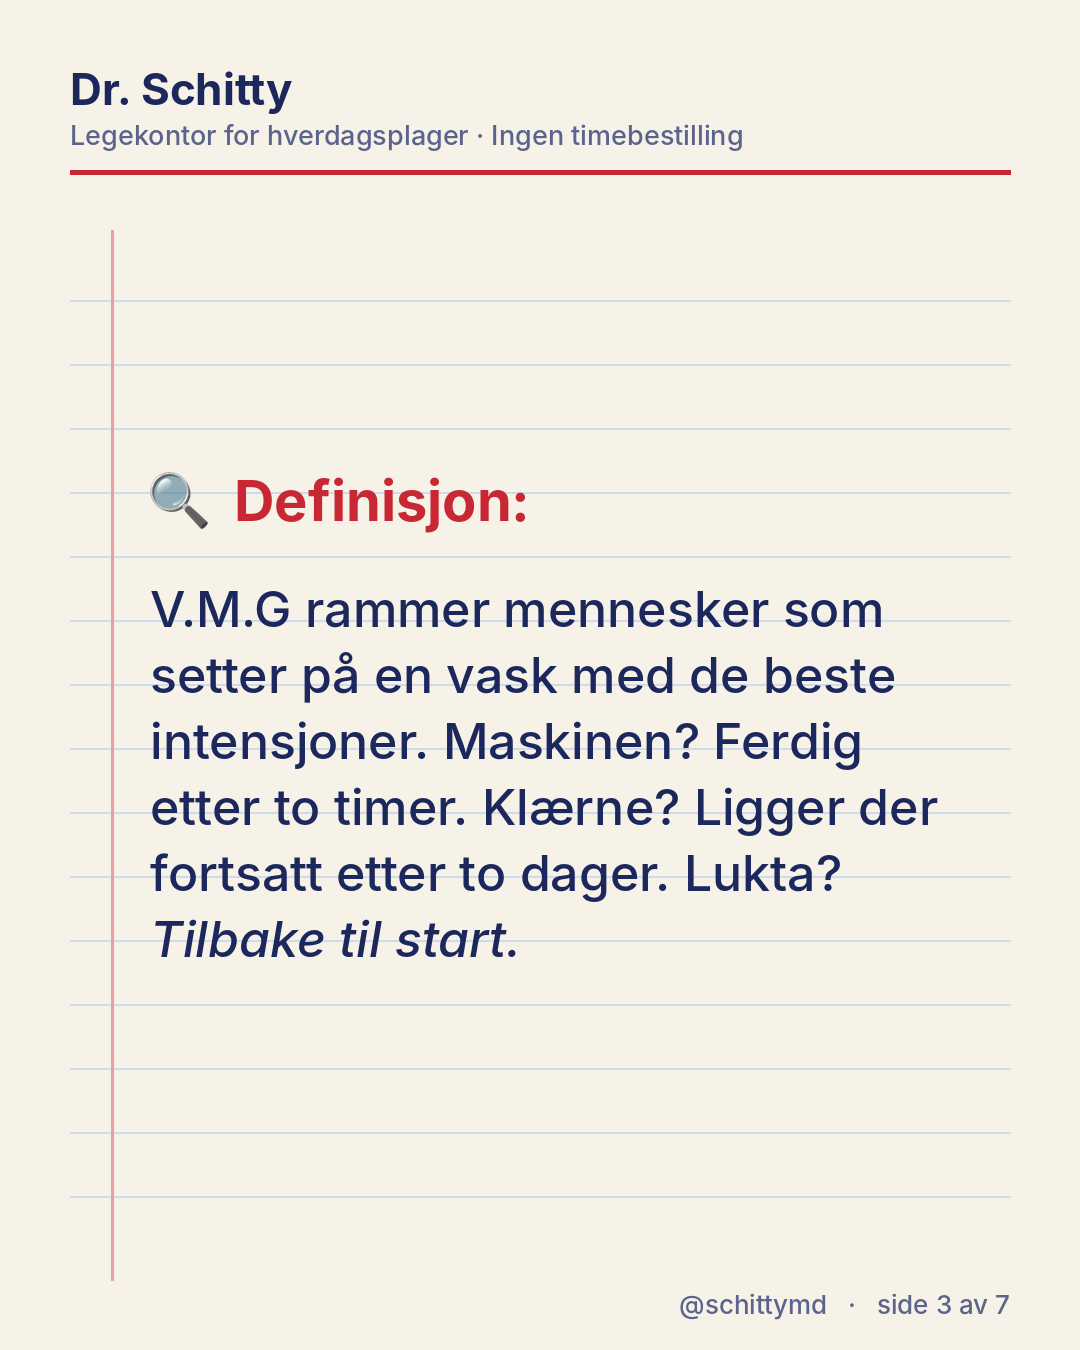 Dr. Schitty
Legekontor for hverdagsplager · Ingen timebestilling
🔍 Definisjon:
V.M.G rammer mennesker som
setter på en vask med de beste
intensjoner. Maskinen? Ferdig
etter to timer. Klærne? Ligger der
fortsatt etter to dager. Lukta?
Tilbake til start.
@schittymd · side 3 av 7